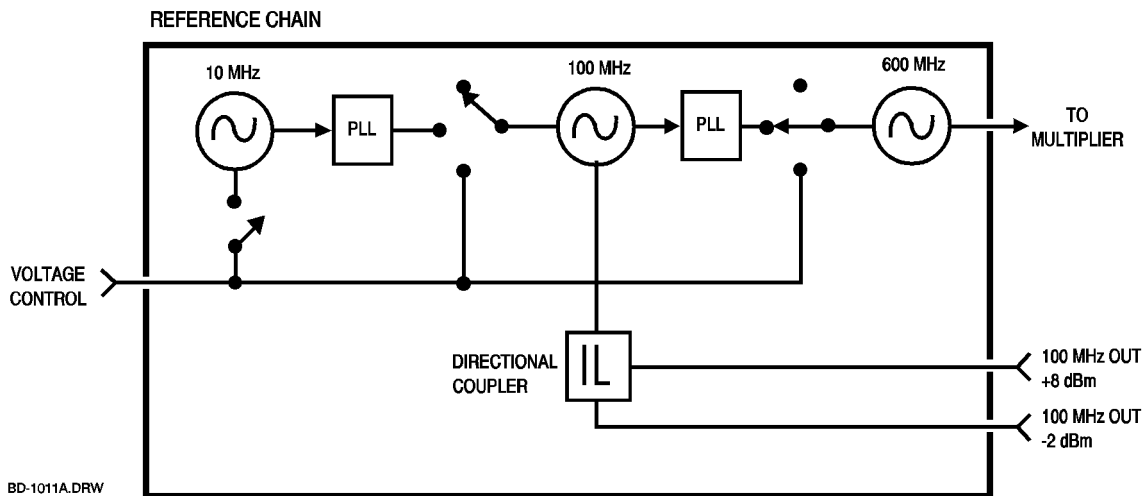 REFERENCE CHAIN
10 MHz
100 MHz
600 MHz
PLL
PLL
TO
MULTIPLIER
VOLTAGE
CONTROL
DIRECTIONAL
COUPLER
100 MHz OUT
+8 dBm
100 MHz OUT
-2 dBm
BD-1011A.DRW